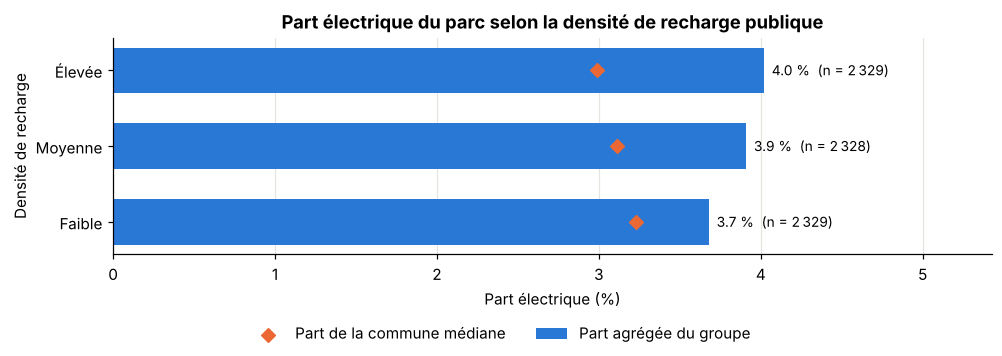 Part électrique du parc selon la densité de recharge publique
Densité de recharge
Élevée
4.0 % (n = 2 329)
Moyenne
3.9 % (n = 2 328)
Faible
3.7 % (n = 2 329)
0 1 2 3 4 5
Part électrique (%)
Part de la commune médiane Part agrégée du groupe